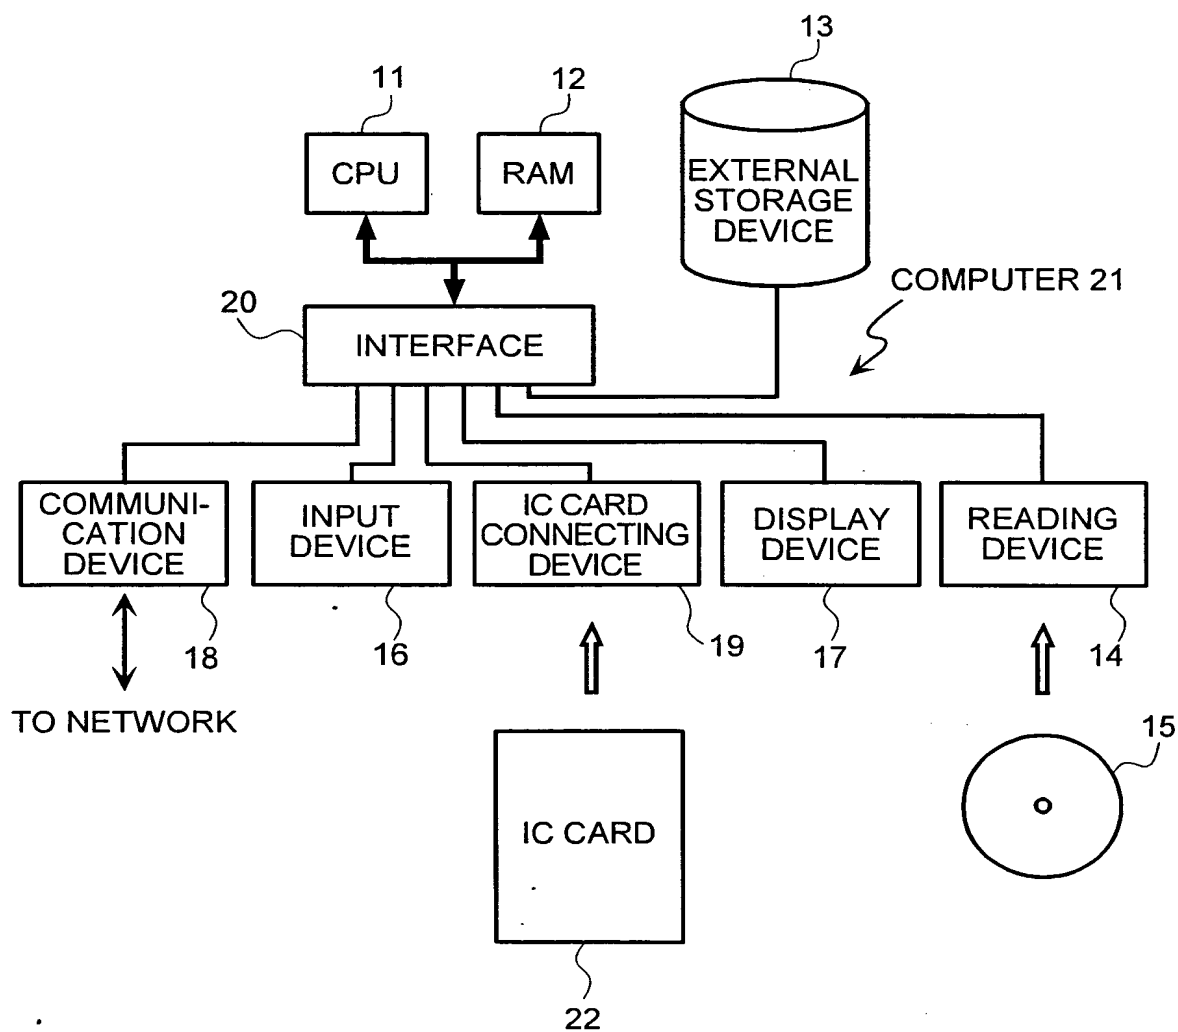 13
11
12
CPU
RAM
EXTERNAL
STORAGE
DEVICE
COMPUTER 21
20
INTERFACE
COMMUNI-
CATION
DEVICE
INPUT
DEVICE
IC CARD
CONNECTING
DEVICE
DISPLAY
DEVICE
READING
DEVICE
18
16
19
17
14
TO NETWORK
15
IC CARD
22